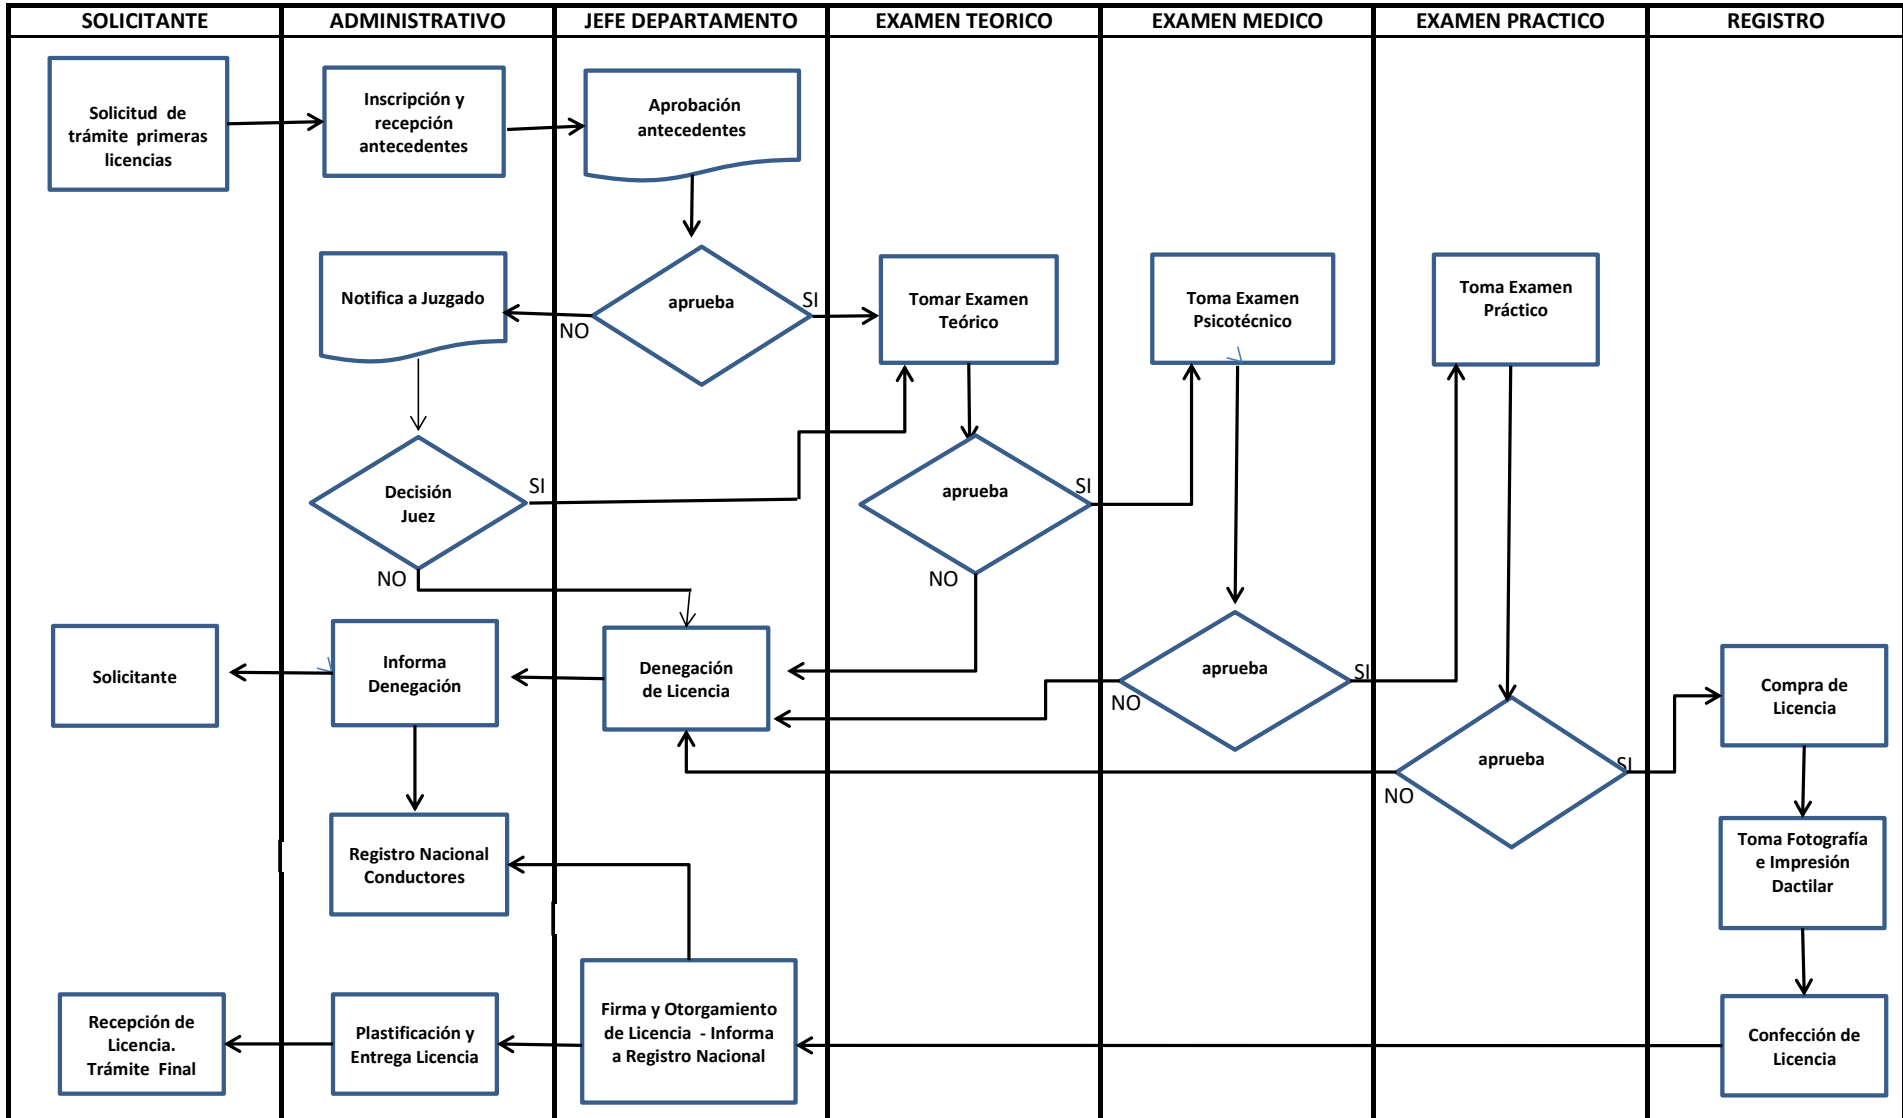 SOLICITANTE
ADMINISTRATIVO
JEFE DEPARTAMENTO
EXAMEN TEORICO
EXAMEN MEDICO
EXAMEN PRACTICO
REGISTRO
Solicitud de
trámite primeras
licencias
Inscripción y
recepción
antecedentes
Aprobación
antecedentes
Notifica a Juzgado
NO
aprueba
SI
Tomar Examen
Teórico
Toma Examen
Psicotécnico
Toma Examen
Práctico
Decisión
Juez
SI
NO
aprueba
SI
NO
Solicitante
Informa
Denegación
Denegación
de Licencia
aprueba
SI
NO
aprueba
SI
NO
Compra de
Licencia
Registro Nacional
Conductores
Toma Fotografía
e Impresión
Dactilar
Recepción de
Licencia.
Trámite Final
Plastificación y
Entrega Licencia
Firma y Otorgamiento
de Licencia - Informa
a Registro Nacional
Confección de
Licencia